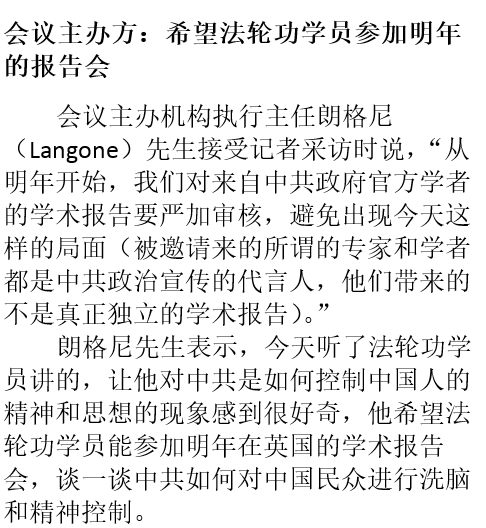 会议主办方：希望法轮功学员参加明年
的报告会
会议主办机构执行主任朗格尼
（Langone）先生接受记者采访时说，“从
明年开始，我们对来自中共政府官方学者
的学术报告要严加审核，避免出现今天这
样的局面（被邀请来的所谓的专家和学者
都是中共政治宣传的代言人，他们带来的
不是真正独立的学术报告）。”
朗格尼先生表示，今天听了法轮功学
员讲的，让他对中共是如何控制中国人的
精神和思想的现象感到很好奇，他希望法
轮功学员能参加明年在英国的学术报告
会，谈一谈中共如何对中国民众进行洗脑
和精神控制。